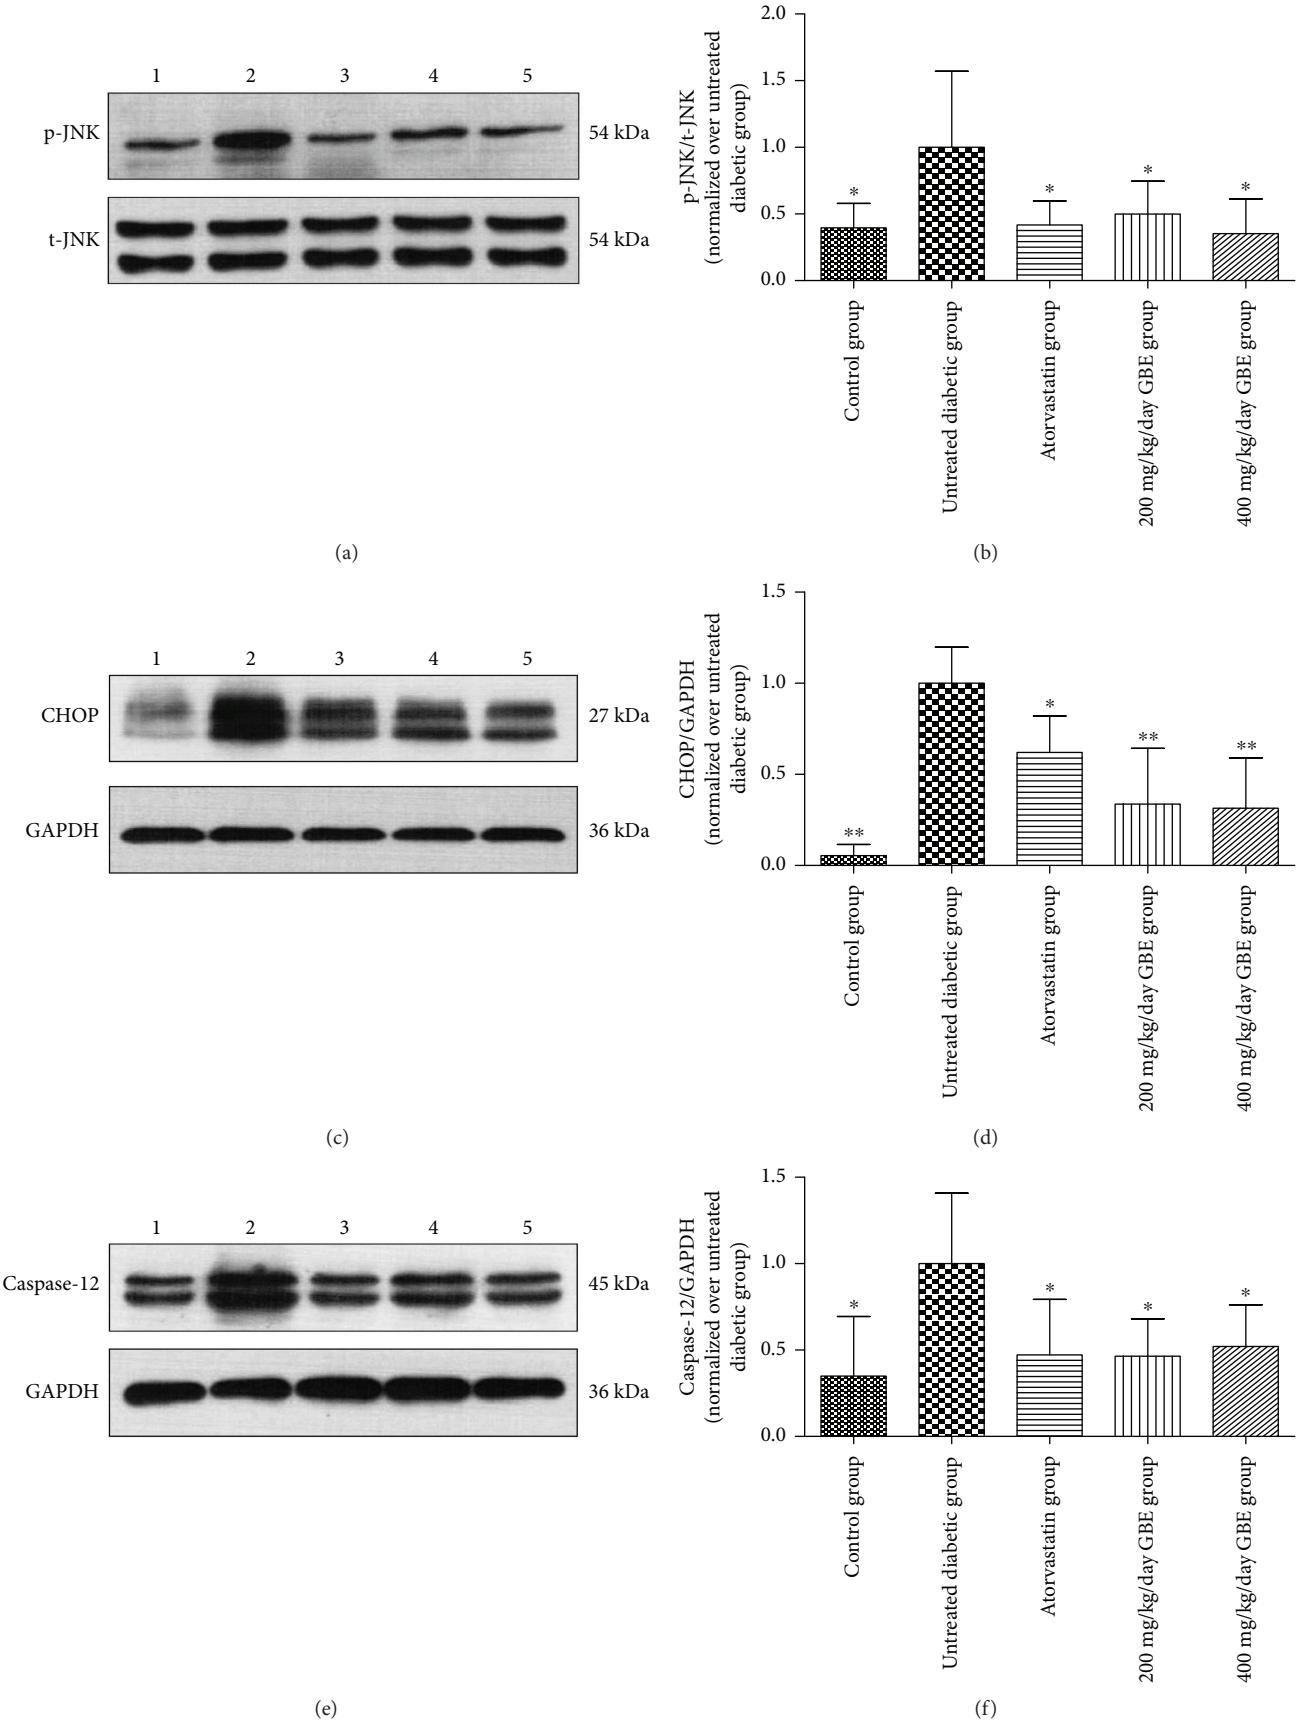 1 2 3 4 5
p-JNK 54 kDa
t-JNK 54 kDa
(a)
p-JNK/t-JNK
(normalized over untreated
diabetic group)
2.0
1.5
1.0
0.5
0.0
*
*
*
*
Control group
Untreated diabetic group
Atorvastatin group
200 mg/kg/day GBE group
400 mg/kg/day GBE group
(b)
1 2 3 4 5
CHOP 27 kDa
GAPDH 36 kDa
(c)
CHOP/GAPDH
(normalized over untreated
diabetic group)
1.5
1.0
0.5
0.0
**
*
**
**
Control group
Untreated diabetic group
Atorvastatin group
200 mg/kg/day GBE group
400 mg/kg/day GBE group
(d)
1 2 3 4 5
Caspase-12 45 kDa
GAPDH 36 kDa
(e)
Caspase-12/GAPDH
(normalized over untreated
diabetic group)
1.5
1.0
0.5
0.0
*
*
*
*
Control group
Untreated diabetic group
Atorvastatin group
200 mg/kg/day GBE group
400 mg/kg/day GBE group
(f)